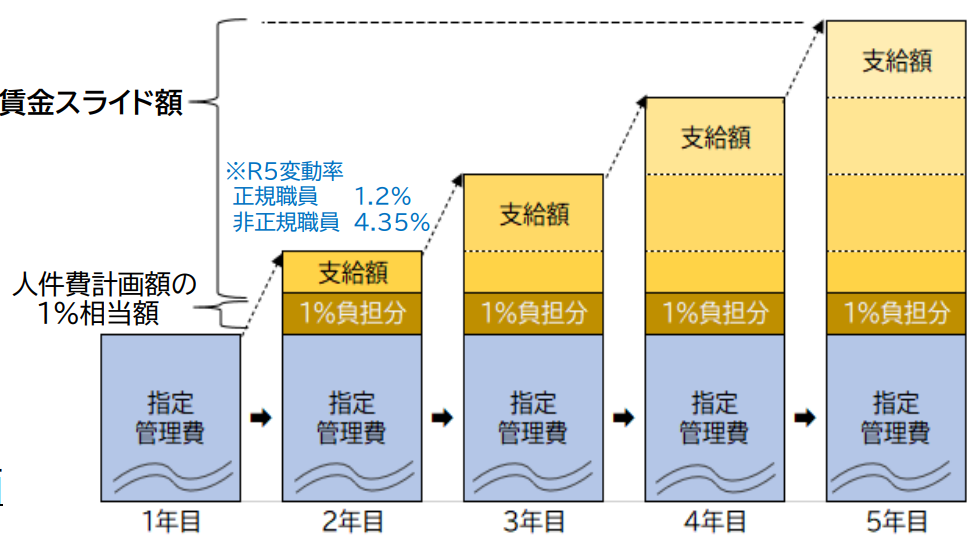 賃金スライド額
※R5変動率
正規職員 1.2%
非正規職員 4.35%
人件費計画額の
1%相当額
支給額
支給額
支給額
支給額
1%負担分
1%負担分
1%負担分
1%負担分
指定
管理費
指定
管理費
指定
管理費
指定
管理費
指定
管理費
1年目
2年目
3年目
4年目
5年目